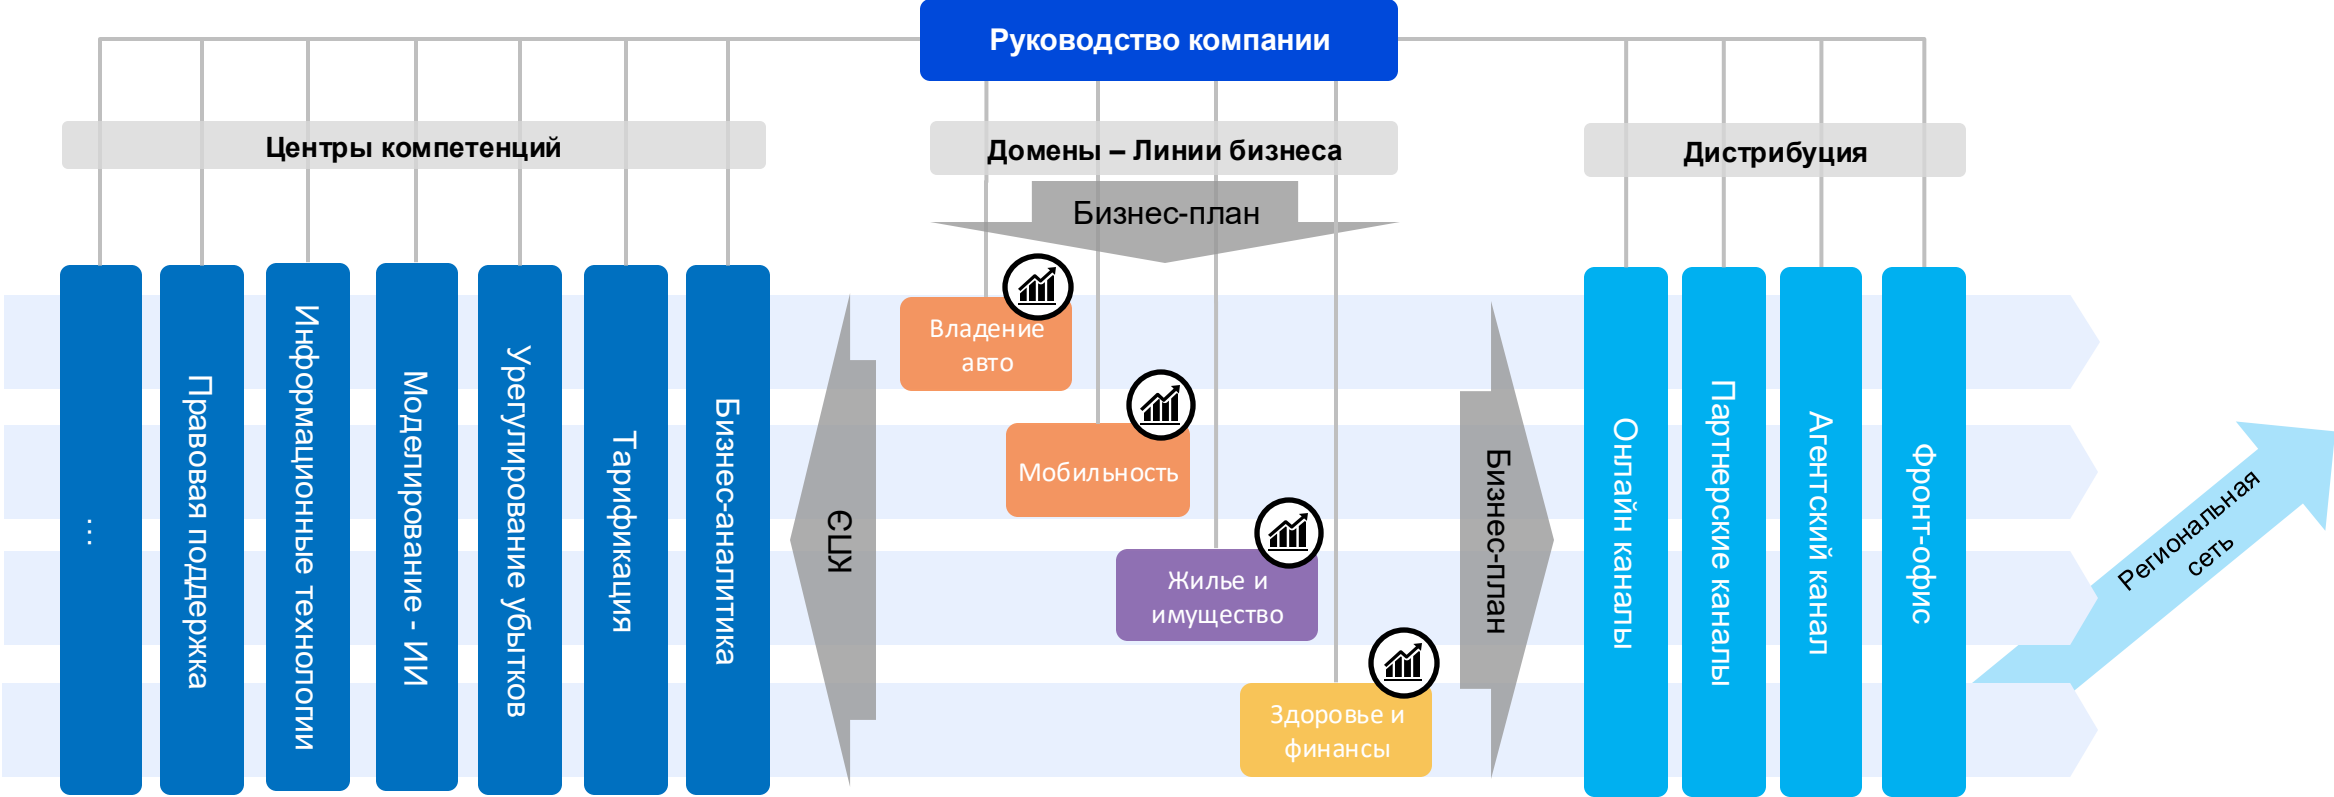 Руководство компании
Центры компетенций
Домены – Линии бизнеса
Дистрибуция
Бизнес-план
...
Правовая поддержка
Информационные технологии
Моделирование - ИИ
Урегулирование убытков
Тарификация
Бизнес-аналитика
КПЭ
Владение
авто
Мобильность
Жилье и
имущество
Здоровье и
финансы
Бизнес-план
Онлайн каналы
Партнерские каналы
Агентский канал
Фронт-офис
Региональная
сеть